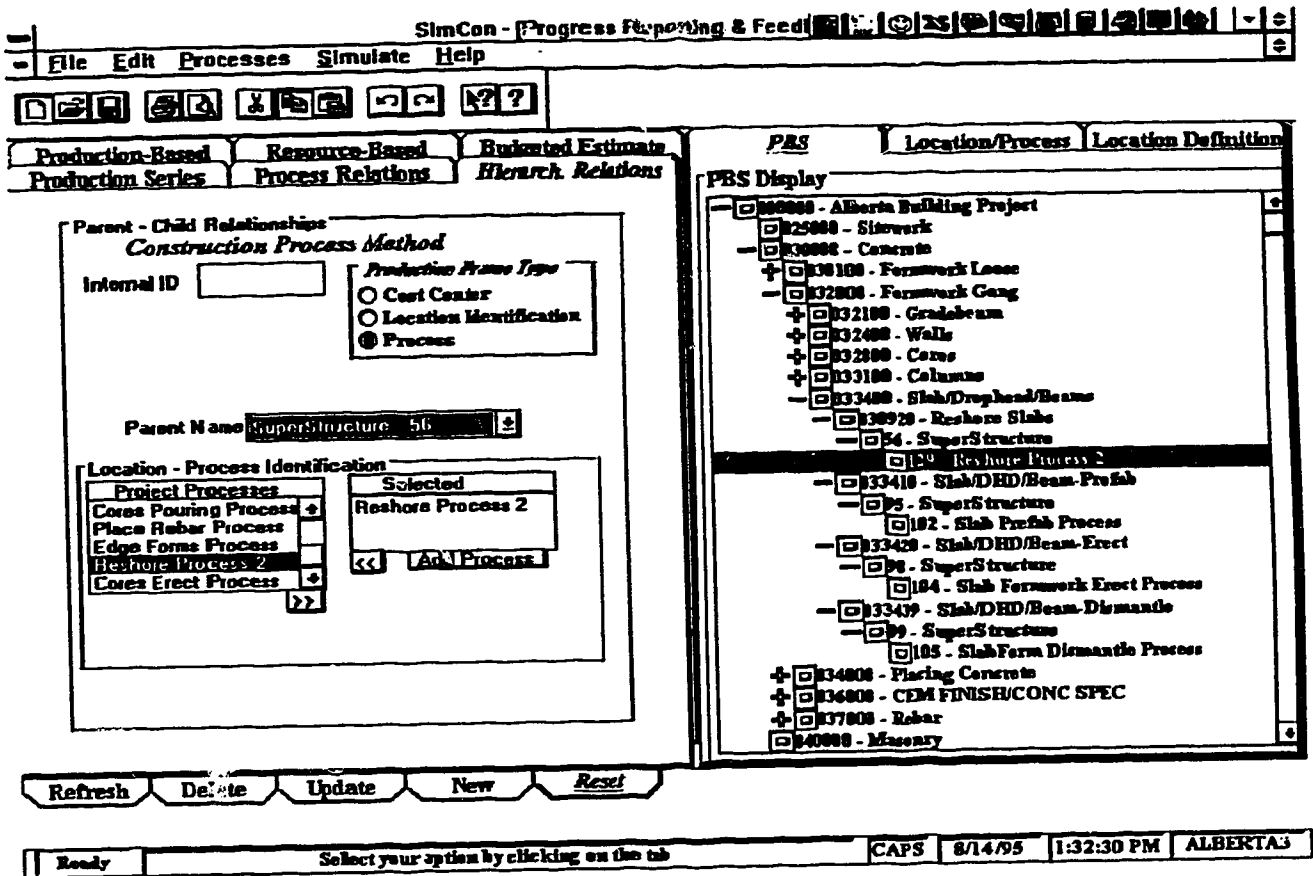 SimCon - [Progress Reporting & Feed
File Edit Processes Simulate Help
Production-Based Resource-Based Budgeted Estimate
Production Series Process Relations Hierarch. Relations
PBS Location/Process Location Definition
Parent - Child Relationships
Construction Process Method
Internal ID
Production Frame Type
Cost Center
Location Identification
Process
Parent Name SuperStructure 56
Location - Process Identification
Project Processes
Cores Pouring Process
Place Rebar Process
Edge Forms Process
Reshore Process 2
Cores Erect Process
>>
Selected
Reshore Process 2
<< Add Process
PBS Display
- Alberta Building Project
025000 - Sitework
030000 - Concrete
030100 - Formwork Loose
032000 - Formwork Gang
032100 - Gradebeam
032400 - Walls
032800 - Cores
033100 - Columns
033400 - Slab/Drophead/Beams
030920 - Reshore Slabs
56 - SuperStructure
129 - Reshore Process 2
033410 - Slab/DHD/Beam-Prefab
95 - SuperStructure
102 - Slab Prefab Process
033420 - Slab/DHD/Beam-Erect
98 - SuperStructure
104 - Slab Formwork Erect Process
033439 - Slab/DHD/Beam-Dismantle
99 - SuperStructure
105 - SlabForm Dismantle Process
034000 - Placing Concrete
036000 - CEM FINISH/CONC SPEC
037000 - Rebar
040000 - Masonry
Refresh Delete Update New Reset
Ready Select your option by clicking on the tab CAPS 8/14/95 1:32:30 PM ALBERTA3